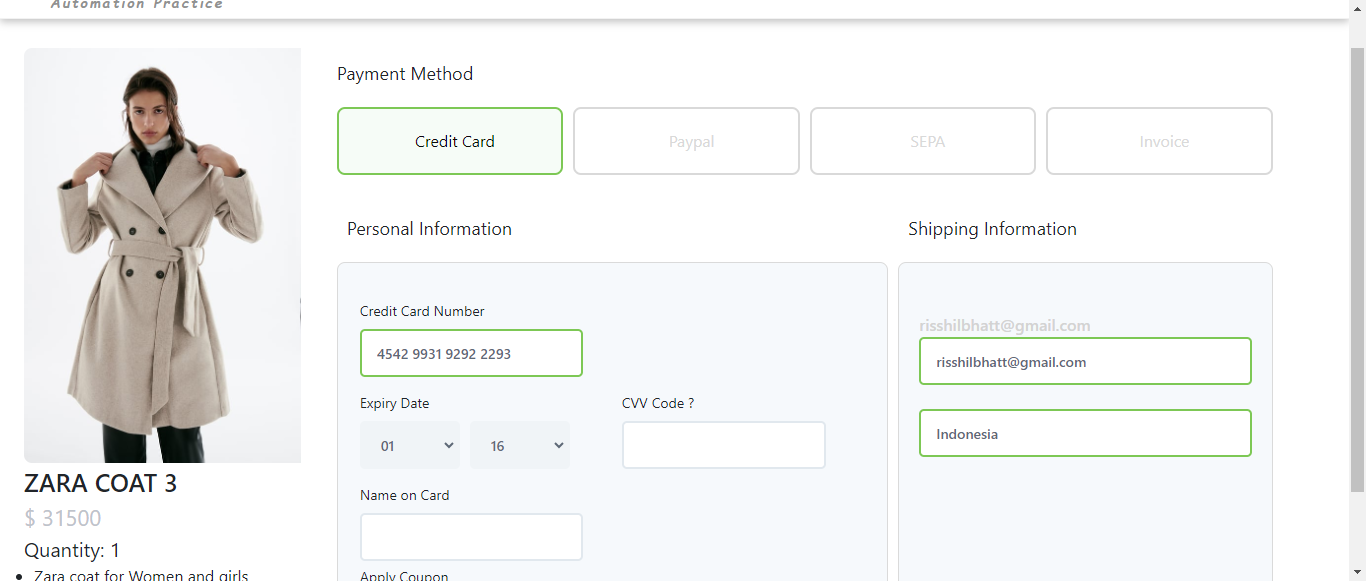 Automation Practice
Payment Method
Credit Card
Paypal
SEPA
Invoice
Personal Information
Shipping Information
Credit Card Number
4542 9931 9292 2293
Expiry Date
CVV Code ?
01
16
Name on Card
Apply Coupon
risshilbhatt@gmail.com
risshilbhatt@gmail.com
Indonesia
ZARA COAT 3
$ 31500
Quantity: 1
Zara coat for Women and girls